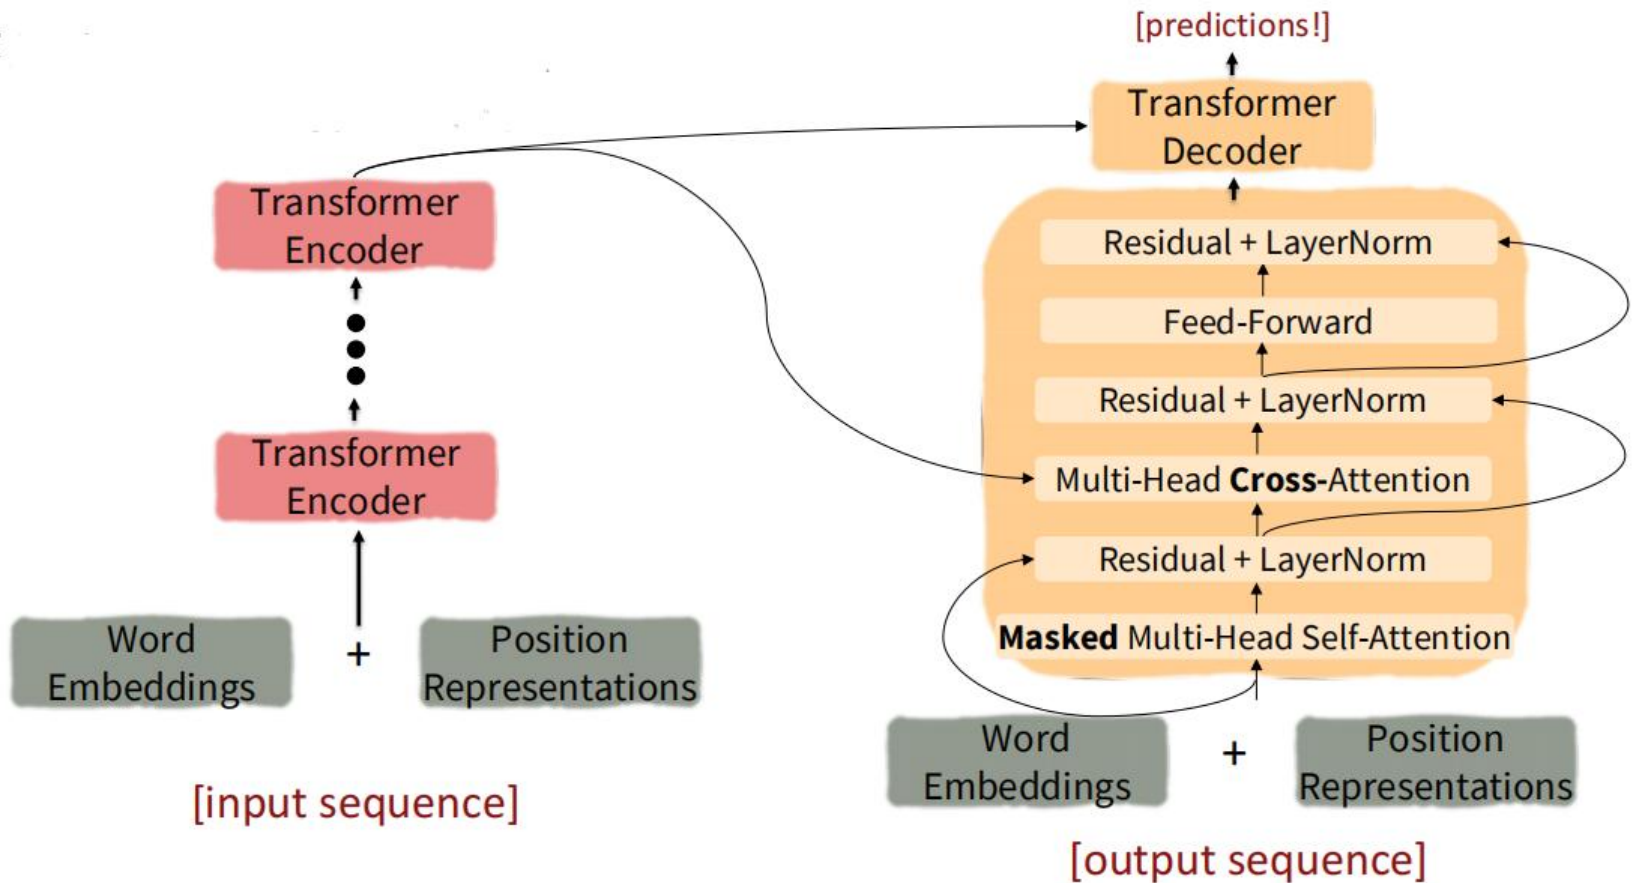 [predictions!]
Transformer
Decoder
Transformer
Encoder
Transformer
Encoder
Word
Embeddings
+
Position
Representations
[input sequence]
Residual + LayerNorm
Feed-Forward
Residual + LayerNorm
Multi-Head Cross-Attention
Residual + LayerNorm
Masked Multi-Head Self-Attention
Word
Embeddings
+
Position
Representations
[output sequence]